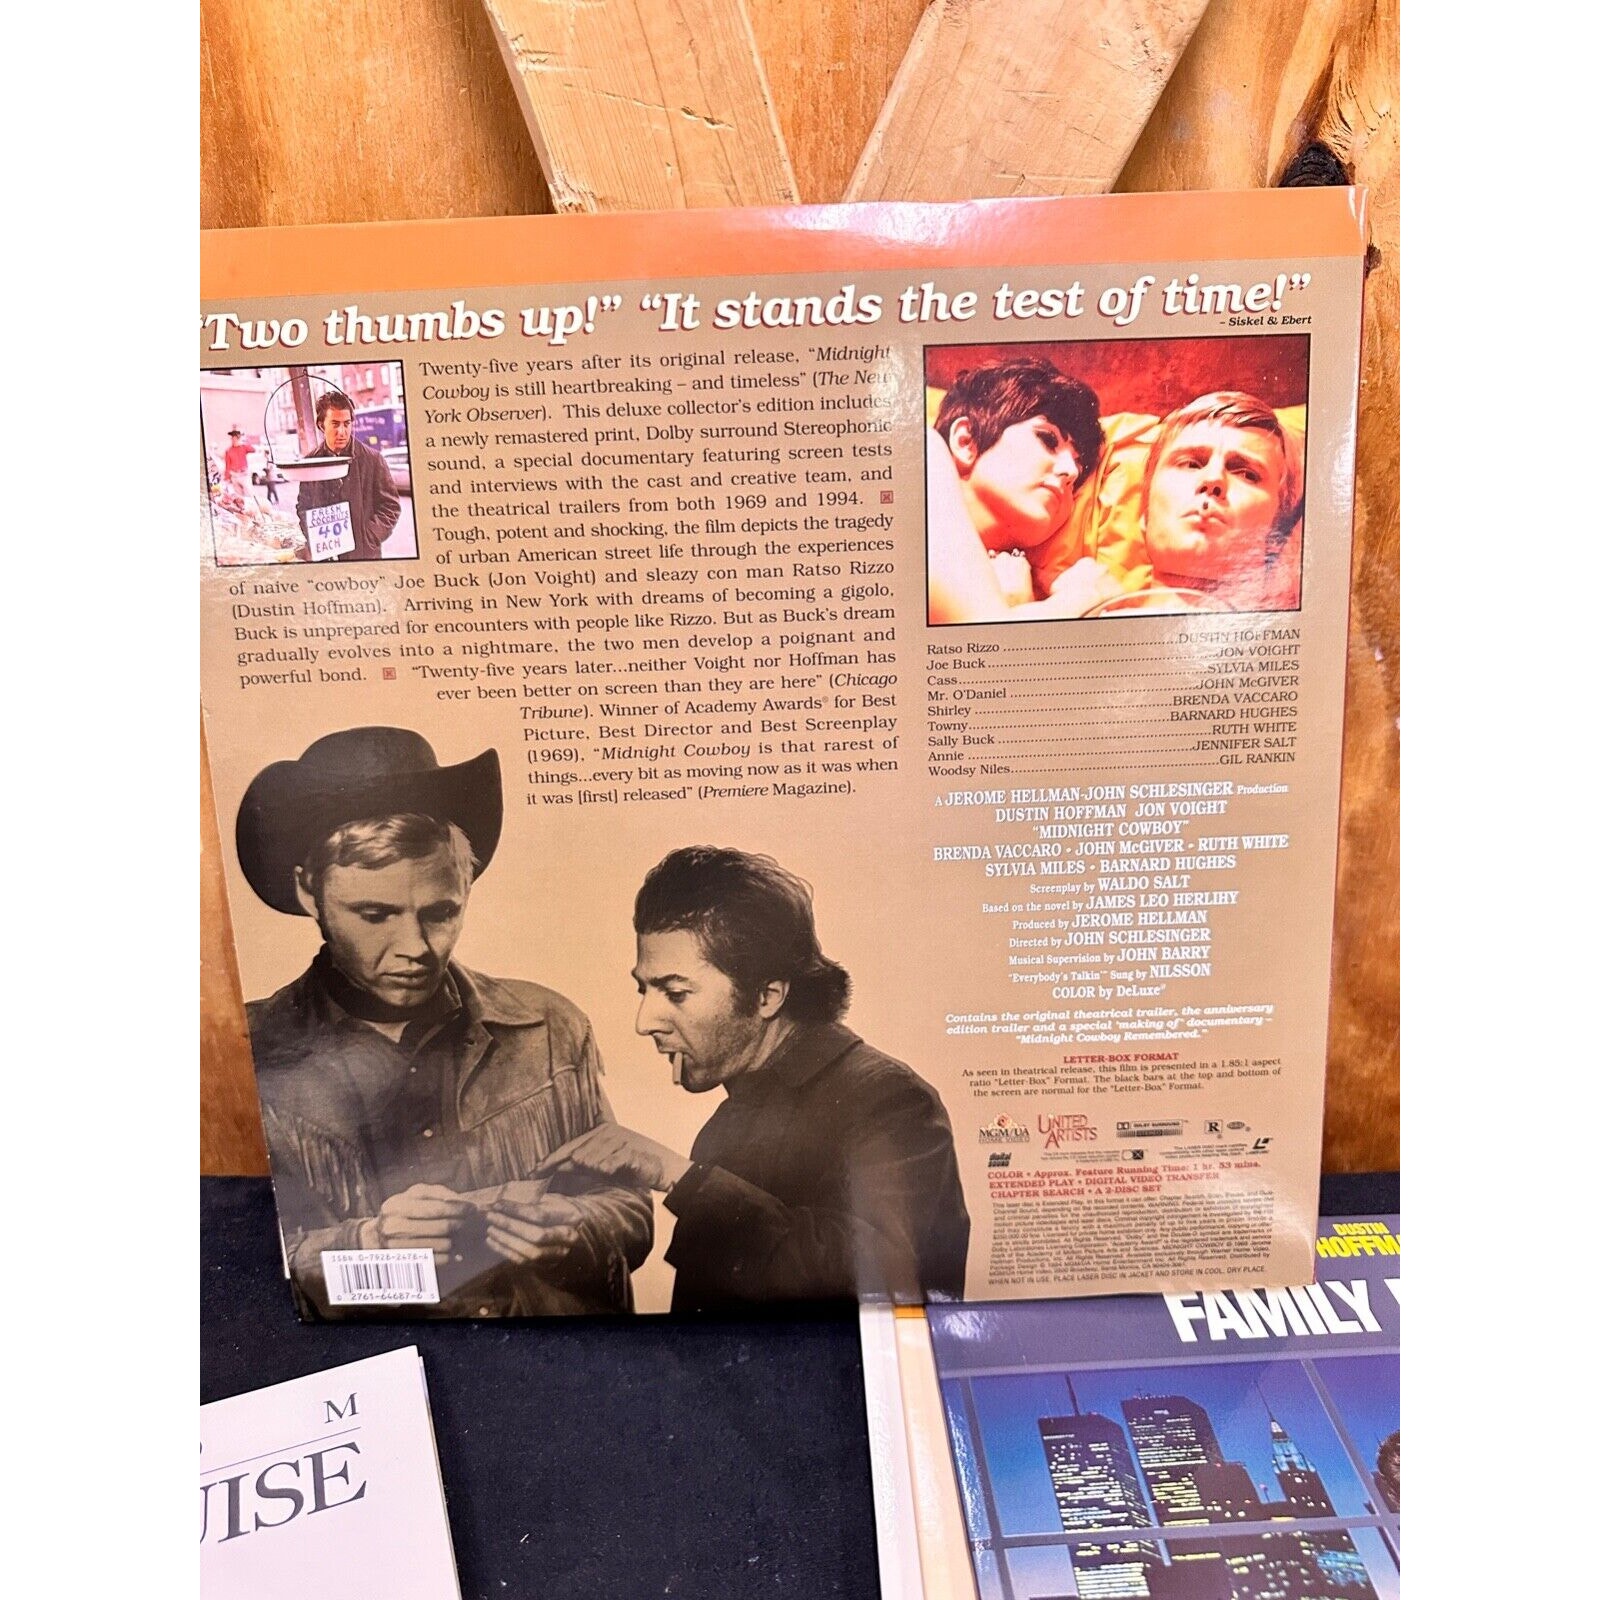 "Two thumbs up!" "It stands the test of time!"
– Siskel & Ebert
FRESH
COCONUTS
40¢
EACH
Twenty-five years after its original release, "Midnight
Cowboy is still heartbreaking – and timeless" (The New
York Observer). This deluxe collector's edition includes
a newly remastered print, Dolby surround Stereophonic
sound, a special documentary featuring screen tests
and interviews with the cast and creative team, and
the theatrical trailers from both 1969 and 1994.
Tough, potent and shocking, the film depicts the tragedy
of urban American street life through the experiences
of naive "cowboy" Joe Buck (Jon Voight) and sleazy con man Ratso Rizzo
(Dustin Hoffman). Arriving in New York with dreams of becoming a gigolo,
Buck is unprepared for encounters with people like Rizzo. But as Buck's dream
gradually evolves into a nightmare, the two men develop a poignant and
powerful bond. "Twenty-five years later...neither Voight nor Hoffman has
ever been better on screen than they are here" (Chicago
Tribune). Winner of Academy Awards® for Best
Picture, Best Director and Best Screenplay
(1969), "Midnight Cowboy is that rarest of
things...every bit as moving now as it was when
it was [first] released" (Premiere Magazine).
Ratso Rizzo ...DUSTIN HOFFMAN
Joe Buck ...JON VOIGHT
Cass...SYLVIA MILES
Mr. O'Daniel ...JOHN McGIVER
Shirley ...BRENDA VACCARO
Towny...BARNARD HUGHES
Sally Buck ...RUTH WHITE
Annie ...JENNIFER SALT
Woodsy Niles...GIL RANKIN
A JEROME HELLMAN-JOHN SCHLESINGER Production
DUSTIN HOFFMAN JON VOIGHT
"MIDNIGHT COWBOY"
BRENDA VACCARO • JOHN McGIVER • RUTH WHITE
SYLVIA MILES • BARNARD HUGHES
Screenplay by WALDO SALT
Based on the novel by JAMES LEO HERLIHY
Produced by JEROME HELLMAN
Directed by JOHN SCHLESINGER
Musical Supervision by JOHN BARRY
"Everybody's Talkin'" Sung by NILSSON
COLOR by DeLuxe®
Contains the original theatrical trailer, the anniversary
edition trailer and a special "making of" documentary –
"Midnight Cowboy Remembered."
LETTER-BOX FORMAT
As seen in theatrical release, this film is presented in a 1.85:1 aspect
ratio "Letter-Box" Format. The black bars at the top and bottom of
the screen are normal for the "Letter-Box" Format.
MGM/UA
HOME VIDEO
UNITED
ARTISTS
DOLBY SURROUND
STEREO
R
digital
SOUND
COLOR • Approx. Feature Running Time: 1 hr. 53 mins.
EXTENDED PLAY • DIGITAL VIDEO TRANSFER
CHAPTER SEARCH • A 2-DISC SET
WHEN NOT IN USE, PLACE LASER DISC IN JACKET AND STORE IN COOL, DRY PLACE.
ISBN 0-7928-2476-4
0 27616-4687-6 5
M
UISE
DUSTIN
HOFFM
FAMILY